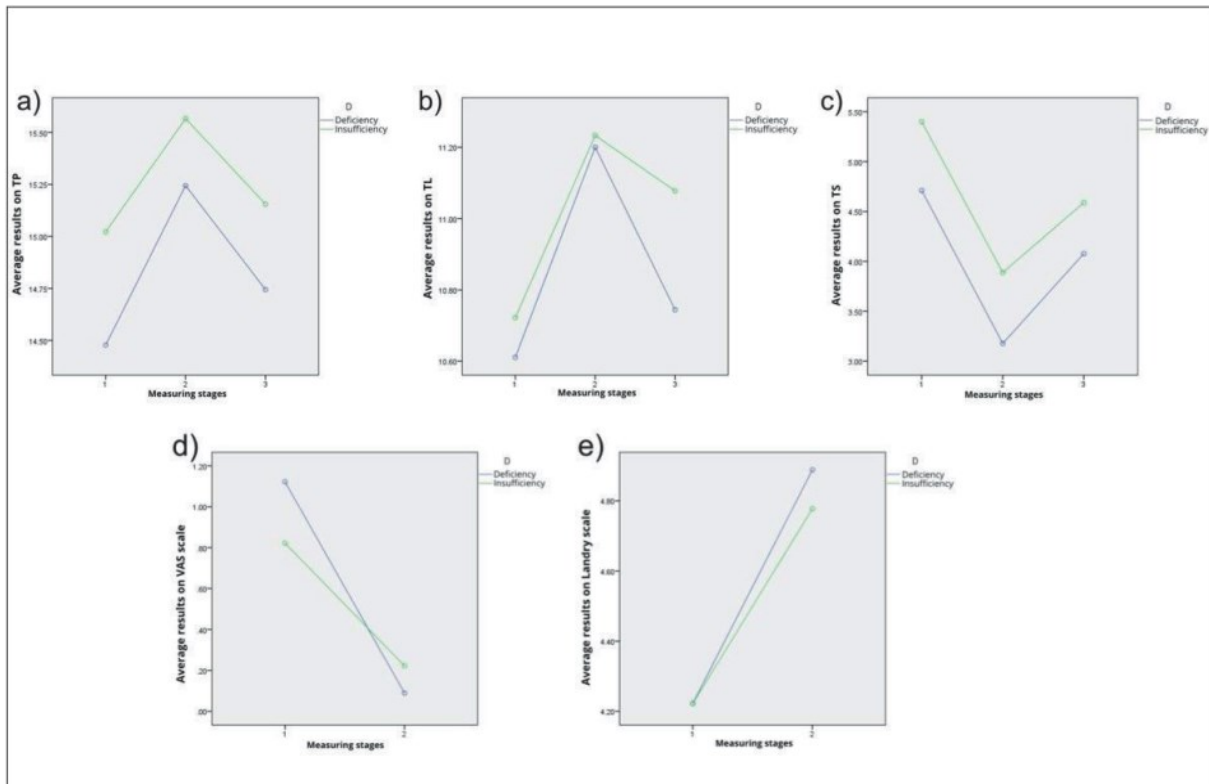 a)
D
Deficiency
Insufficiency
Average results on TP
15.50
15.25
15.00
14.75
14.50
1
2
3
Measuring stages
b)
D
Deficiency
Insufficiency
Average results on TL
11.20
11.00
10.80
10.60
1
2
3
Measuring stages
c)
D
Deficiency
Insufficiency
Average results on TS
5.50
5.00
4.50
4.00
3.50
3.00
1
2
3
Measuring stages
d)
D
Deficiency
Insufficiency
Average results on VAS scale
1.20
1.00
.80
.60
.40
.20
.00
1
2
Measuring stages
e)
D
Deficiency
Insufficiency
Average results on Landry scale
4.80
4.60
4.40
4.20
1
2
Measuring stages